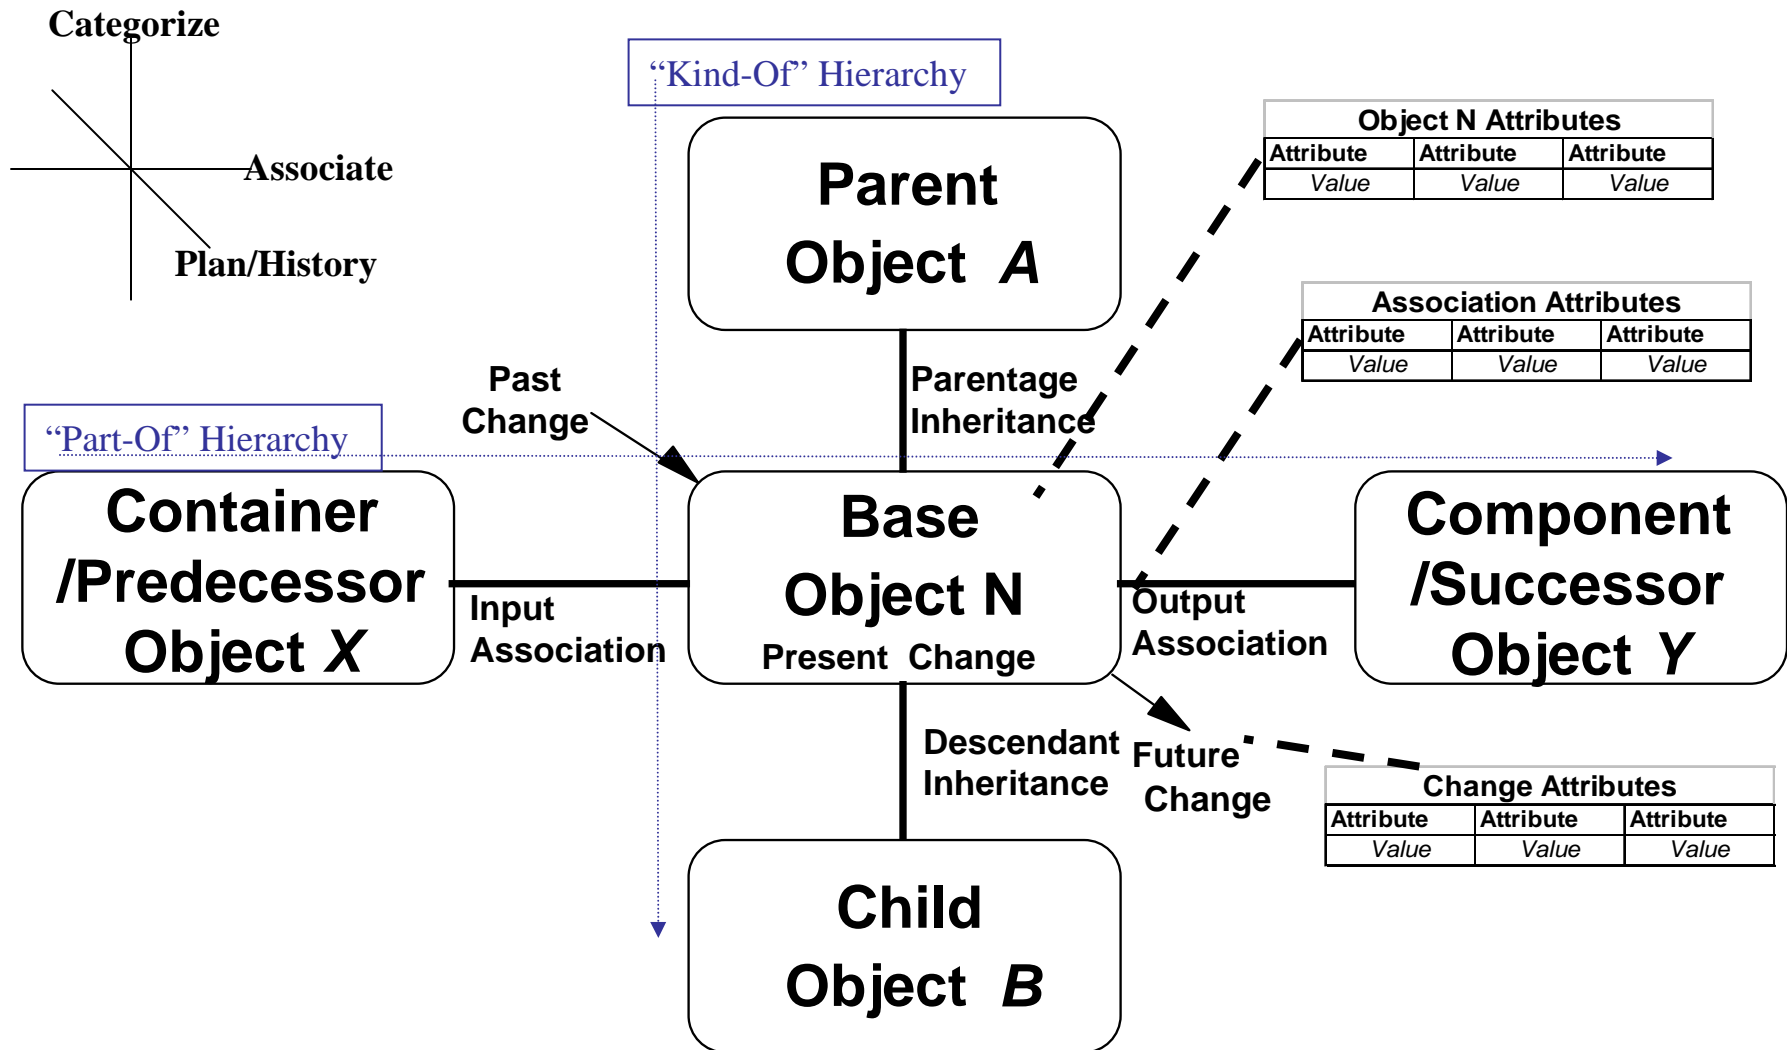 Categorize
Associate
Plan/History
“Kind-Of” Hierarchy
Parent
Object A
Object N Attributes
Attribute Attribute Attribute
Value Value Value
Association Attributes
Attribute Attribute Attribute
Value Value Value
Past
Change
Parentage
Inheritance
“Part-Of” Hierarchy
Container
/Predecessor
Object X
Input
Association
Base
Object N
Present Change
Output
Association
Component
/Successor
Object Y
Descendant
Inheritance
Future
Change
Change Attributes
Attribute Attribute Attribute
Value Value Value
Child
Object B